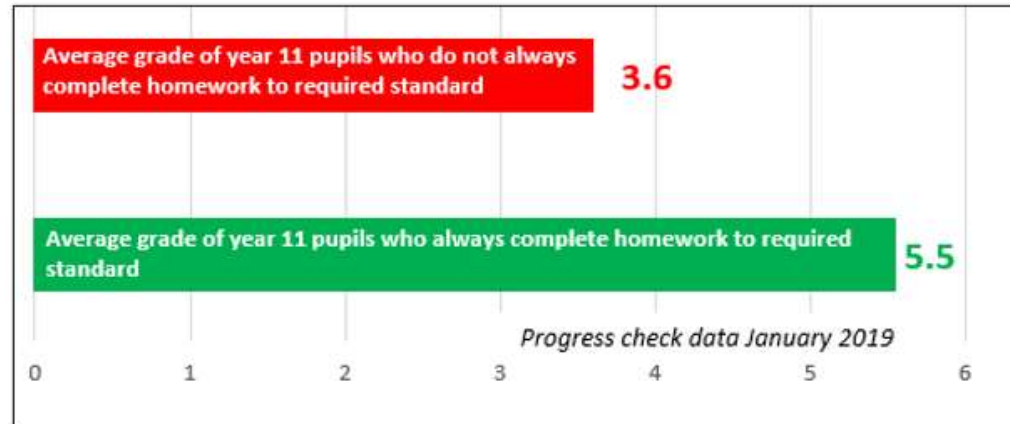 Average grade of year 11 pupils who do not always
complete homework to required standard
3.6
Average grade of year 11 pupils who always complete homework to required
standard
5.5
Progress check data January 2019
0 1 2 3 4 5 6